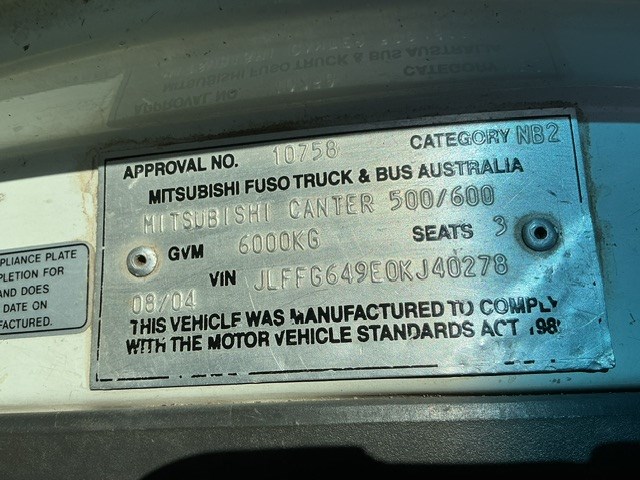 APPROVAL NO. 10758 CATEGORY NB2
MITSUBISHI FUSO TRUCK & BUS AUSTRALIA
MITSUBISHI CANTER 500/600
GVM 6000KG SEATS 3
VIN JLFFG649E0KJ40278
08/04
THIS VEHICLE WAS MANUFACTURED TO COMPLY
WITH THE MOTOR VEHICLE STANDARDS ACT
PLIANCE PLATE
PLETION FOR
AND DOES
DATE ON
FACTURED.